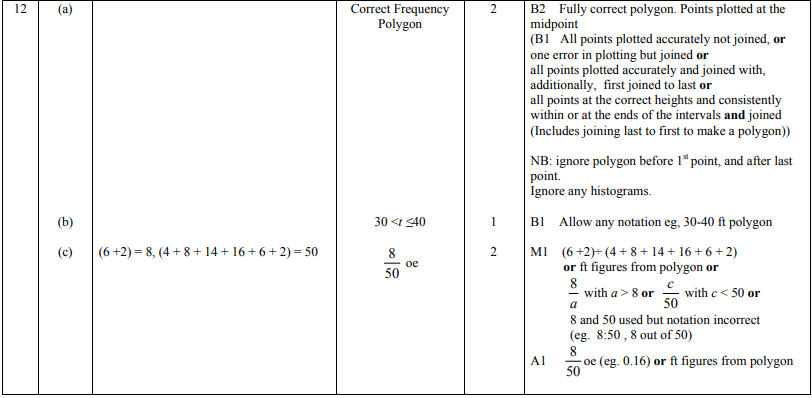 12 (a) Correct Frequency 2 B2 Fully correct polygon. Points plotted at the
Polygon midpoint
(B1 All points plotted accurately not joined, or
one error in plotting but joined or
all points plotted accurately and joined with,
additionally, first joined to last or
all points at the correct heights and consistently
within or at the ends of the intervals and joined
(Includes joining last to first to make a polygon))
NB: ignore polygon before 1st point, and after last
point.
Ignore any histograms.
(b) 30 <t ≤40 1 B1 Allow any notation eg, 30-40 ft polygon
(c) (6 +2) = 8, (4 + 8 + 14 + 16 + 6 + 2) = 50 8/50 oe 2 M1 (6 +2)÷ (4 + 8 + 14 + 16 + 6 + 2)
or ft figures from polygon or
8/a with a > 8 or c/50 with c < 50 or
8 and 50 used but notation incorrect
(eg. 8:50 , 8 out of 50)
A1 8/50 oe (eg. 0.16) or ft figures from polygon